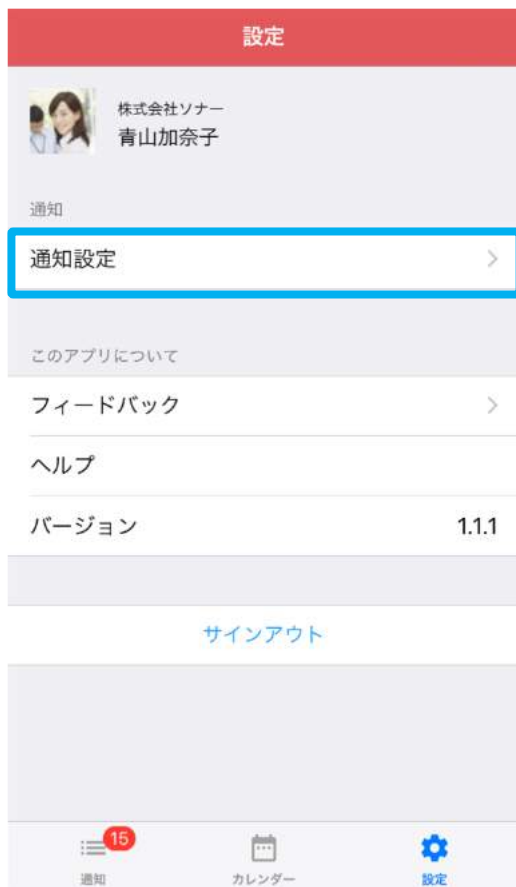 設定
株式会社ソナー
青山加奈子
通知
通知設定
このアプリについて
フィードバック
ヘルプ
バージョン 1.1.1
サインアウト
15
通知 カレンダー 設定